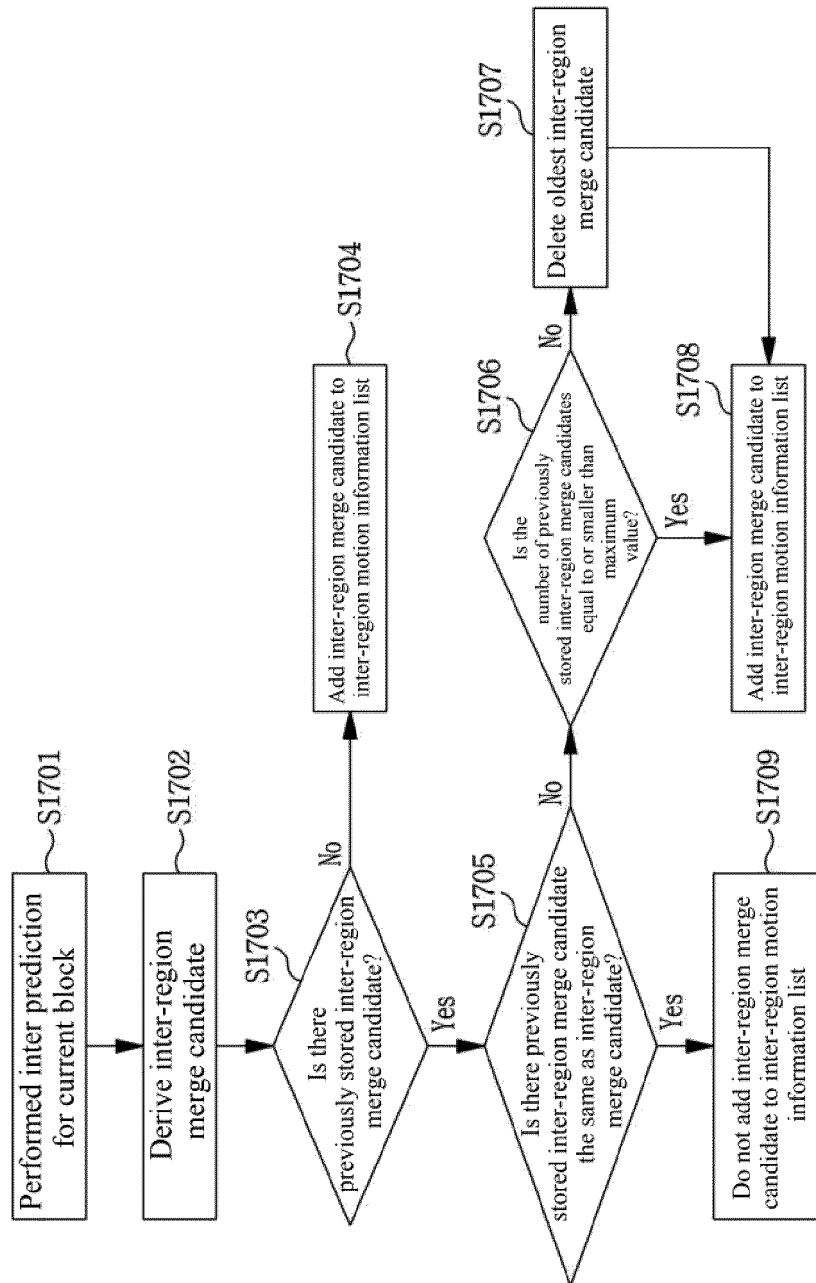 S1701
Performed inter prediction
for current block
S1702
Derive inter-region
merge candidate
S1703
Is there
previously stored inter-region
merge candidate?
No
Yes
S1704
Add inter-region merge candidate to
inter-region motion information list
S1705
Is there previously
stored inter-region merge candidate
the same as inter-region
merge candidate?
No
Yes
S1706
Is the
number of previously
stored inter-region merge candidates
equal to or smaller than
maximum
value?
No
Yes
S1707
Delete oldest inter-region
merge candidate
S1708
Add inter-region merge candidate to
inter-region motion information list
S1709
Do not add inter-region merge
candidate to inter-region motion
information list